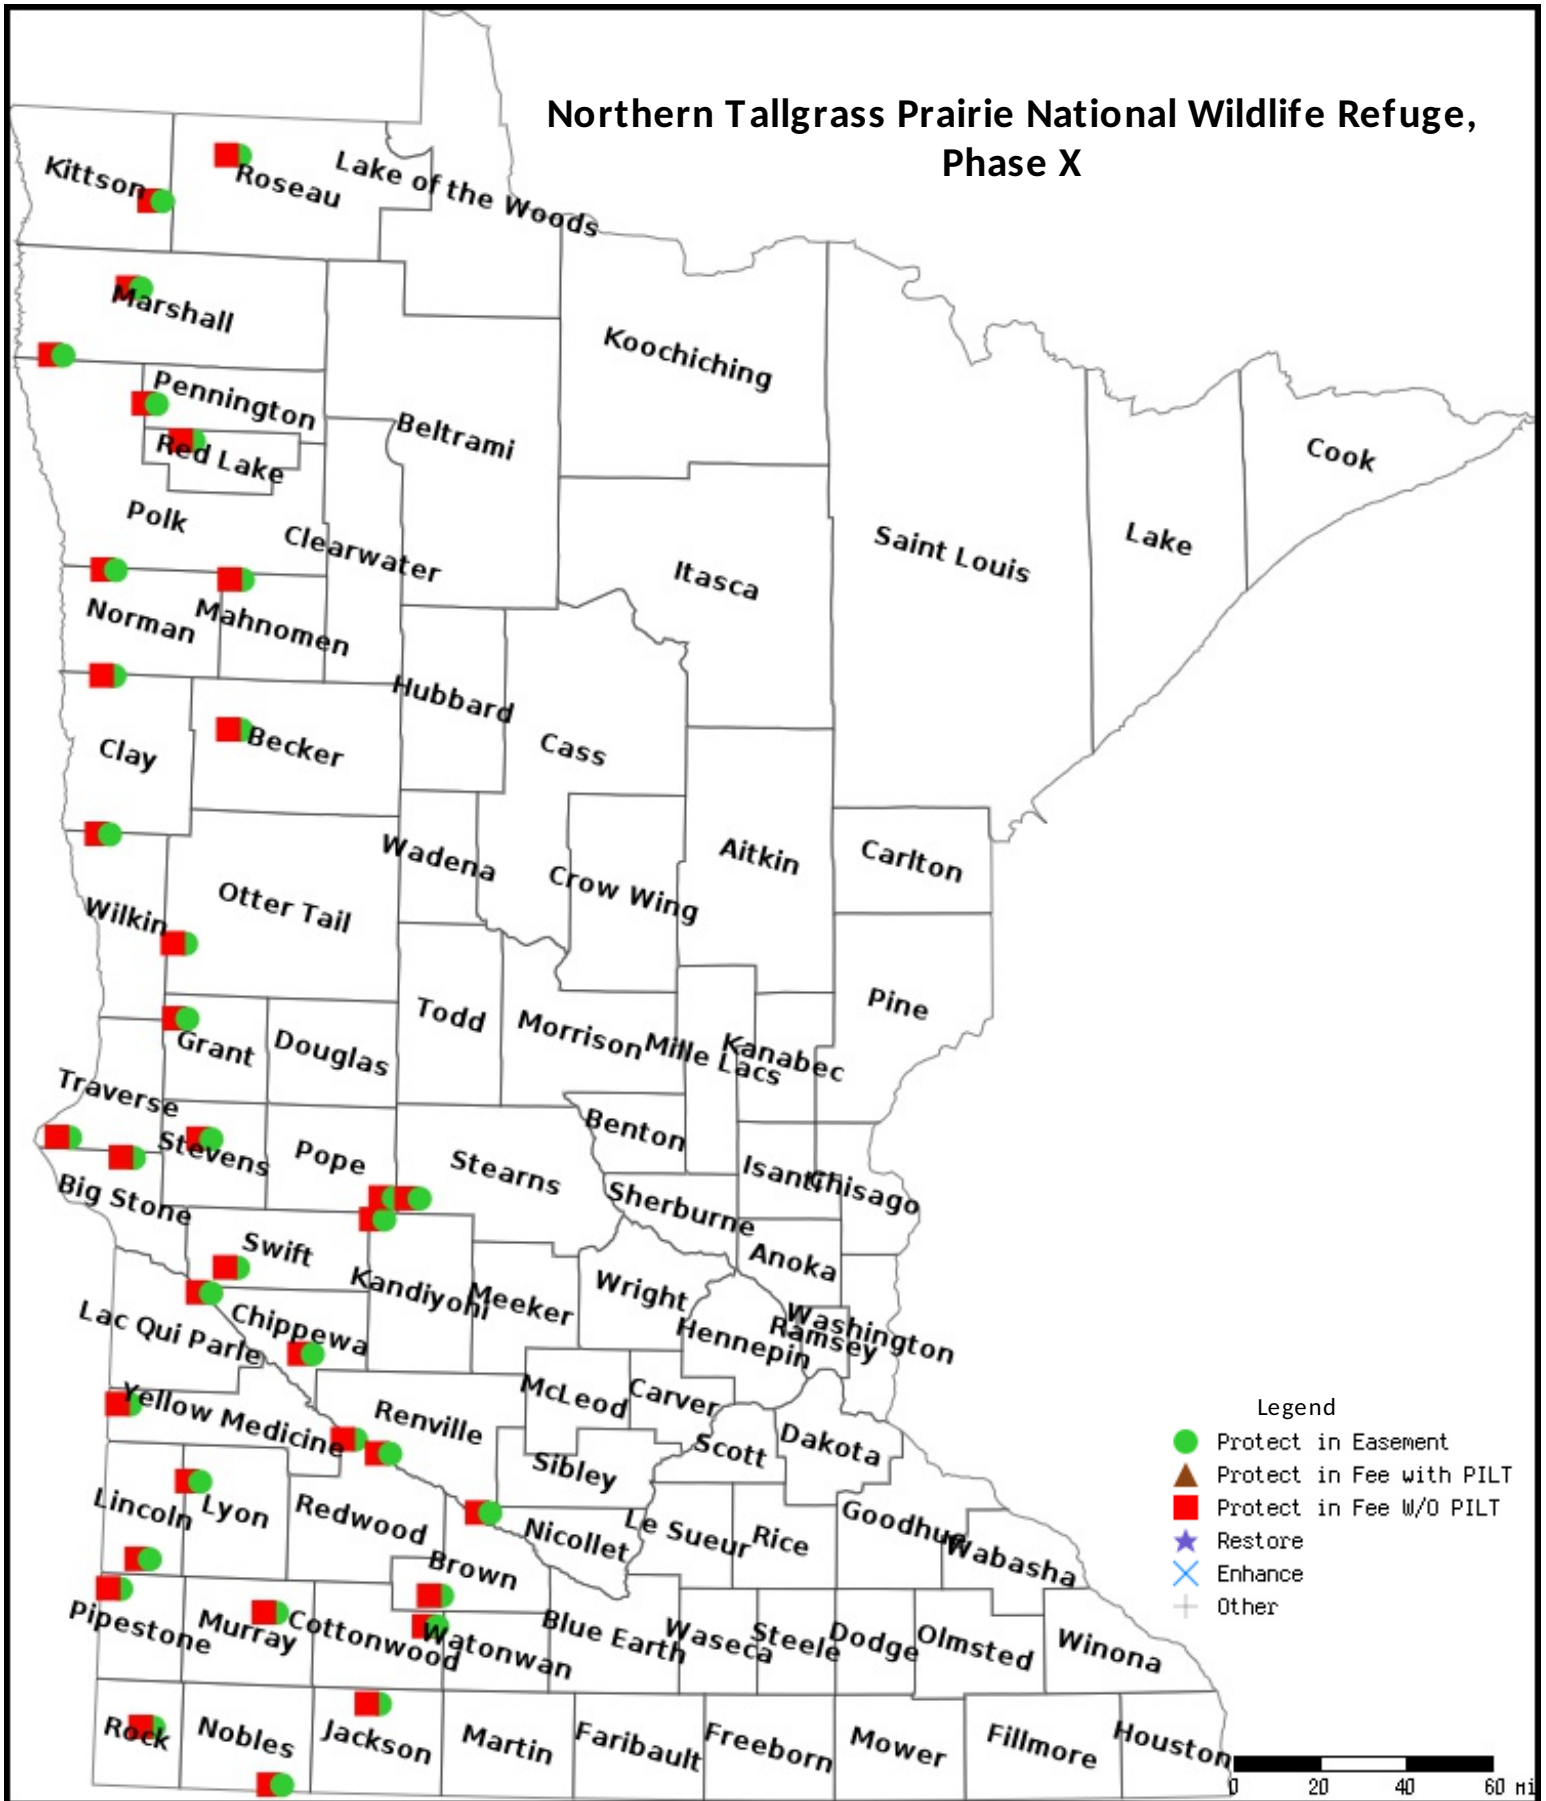 Northern Tallgrass Prairie National Wildlife Refuge,
Phase X
Kittson
Roseau
Lake of the Woods
Marshall
Koochiching
Pennington
Beltrami
Red Lake
Cook
Polk
Clearwater
Saint Louis
Lake
Itasca
Norman
Mahnomen
Hubbard
Clay
Becker
Cass
Wadena
Aitkin
Carlton
Otter Tail
Crow Wing
Wilkin
Pine
Todd
Morrison
Mille Lacs
Kanabec
Grant
Douglas
Traverse
Benton
Stevens
Pope
Stearns
Isanti
Chisago
Big Stone
Sherburne
Swift
Anoka
Kandiyohi
Meeker
Wright
Lac Qui Parle
Chippewa
Hennepin
Ramsey
Washington
McLeod
Carver
Yellow Medicine
Renville
Scott
Dakota
Sibley
Lincoln
Lyon
Redwood
Nicollet
Le Sueur
Rice
Goodhue
Wabasha
Brown
Pipestone
Murray
Cottonwood
Watonwan
Blue Earth
Waseca
Steele
Dodge
Olmsted
Winona
Rock
Nobles
Jackson
Martin
Faribault
Freeborn
Mower
Fillmore
Houston
Legend
Protect in Easement
Protect in Fee with PILT
Protect in Fee W/O PILT
Restore
Enhance
Other
0 20 40 60 mi